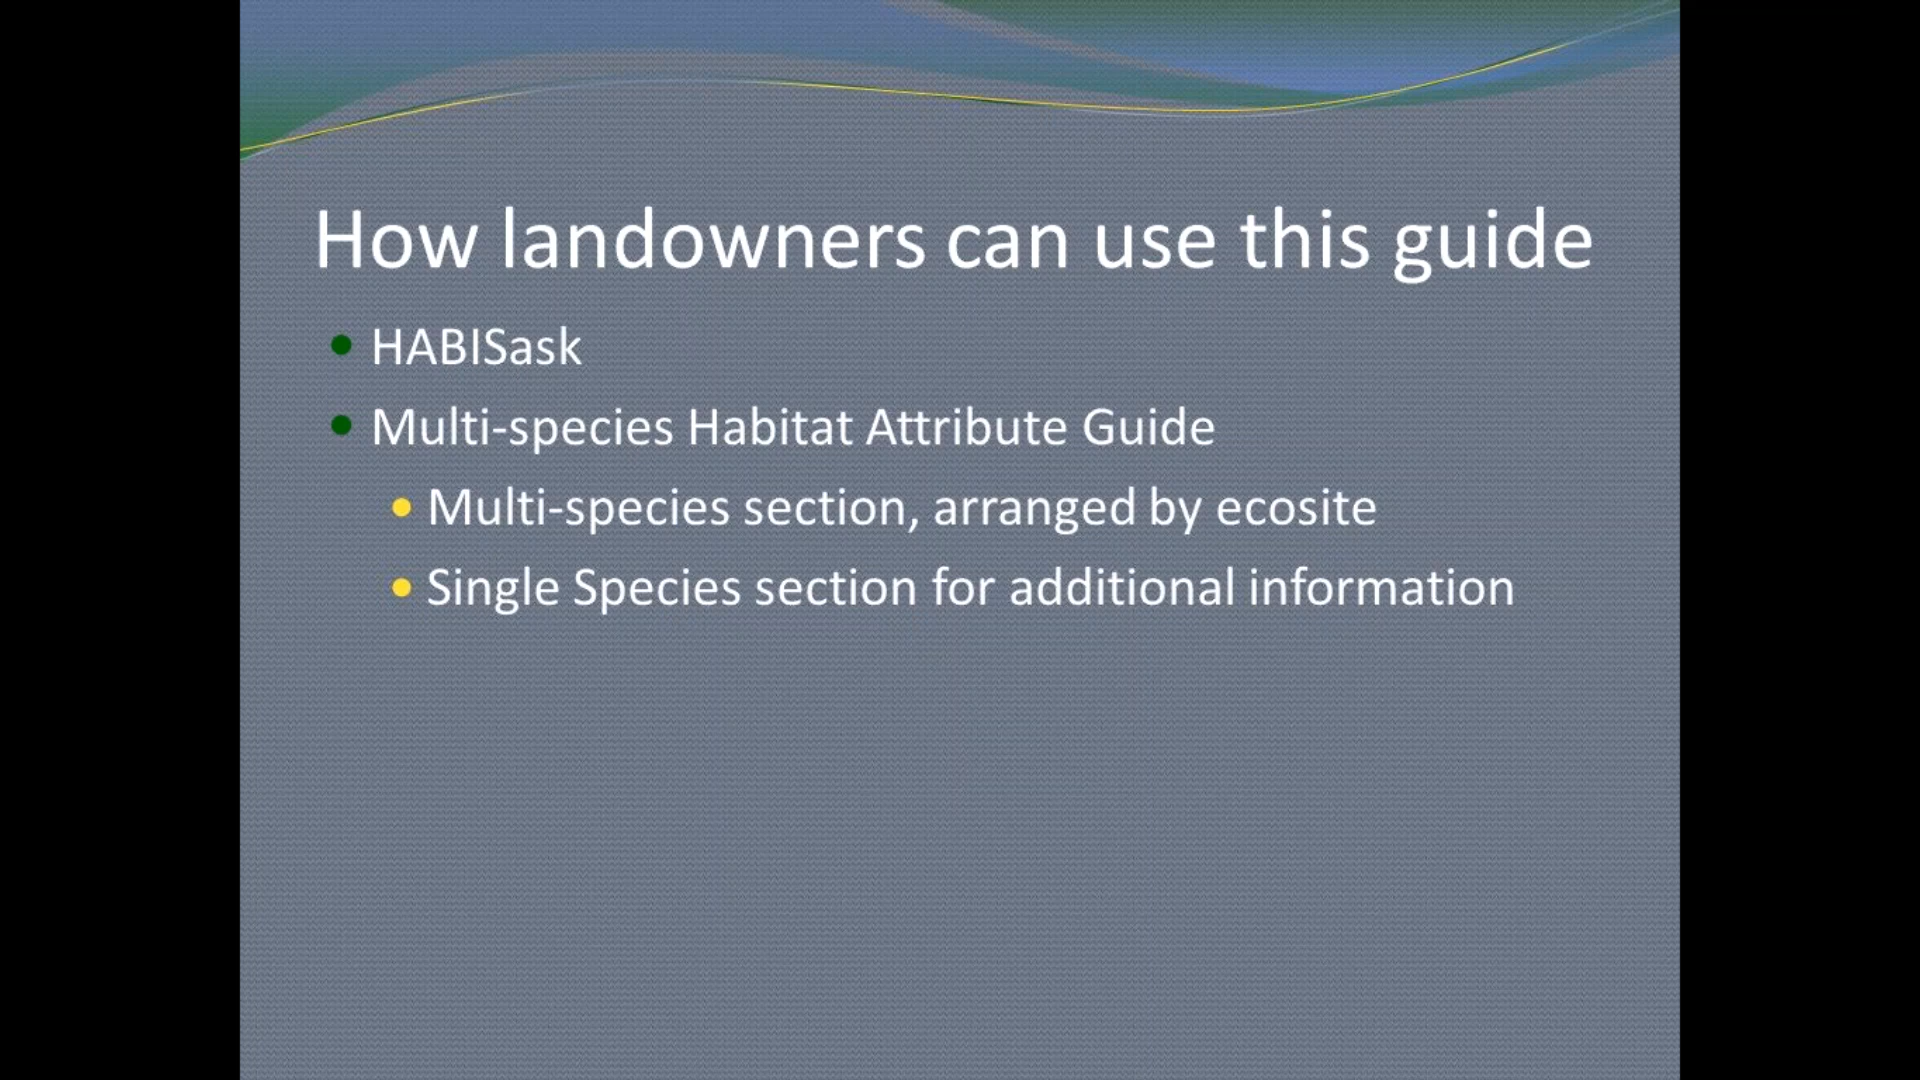 How landowners can use this guide
HABISask
Multi-species Habitat Attribute Guide
Multi-species section, arranged by ecosite
Single Species section for additional information